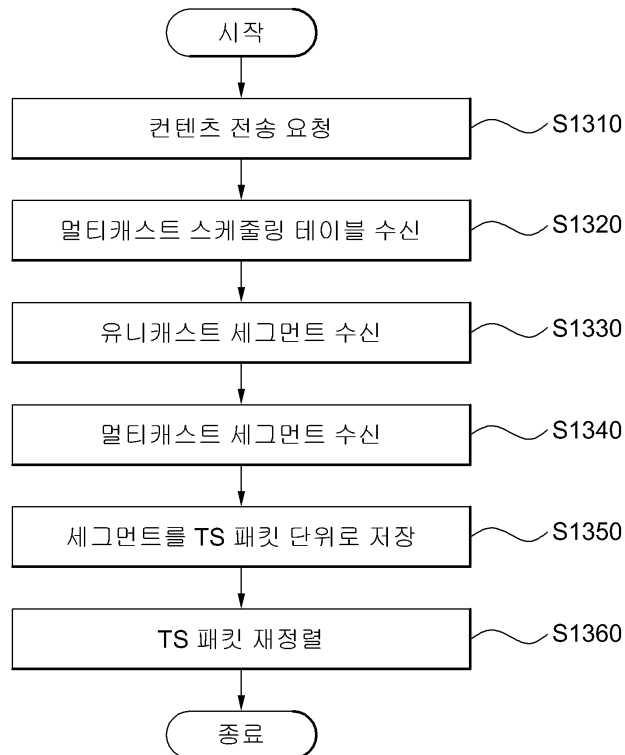 시작
컨텐츠 전송 요청
S1310
멀티캐스트 스케줄링 테이블 수신
S1320
유니캐스트 세그먼트 수신
S1330
멀티캐스트 세그먼트 수신
S1340
세그먼트를 TS 패킷 단위로 저장
S1350
TS 패킷 재정렬
S1360
종료